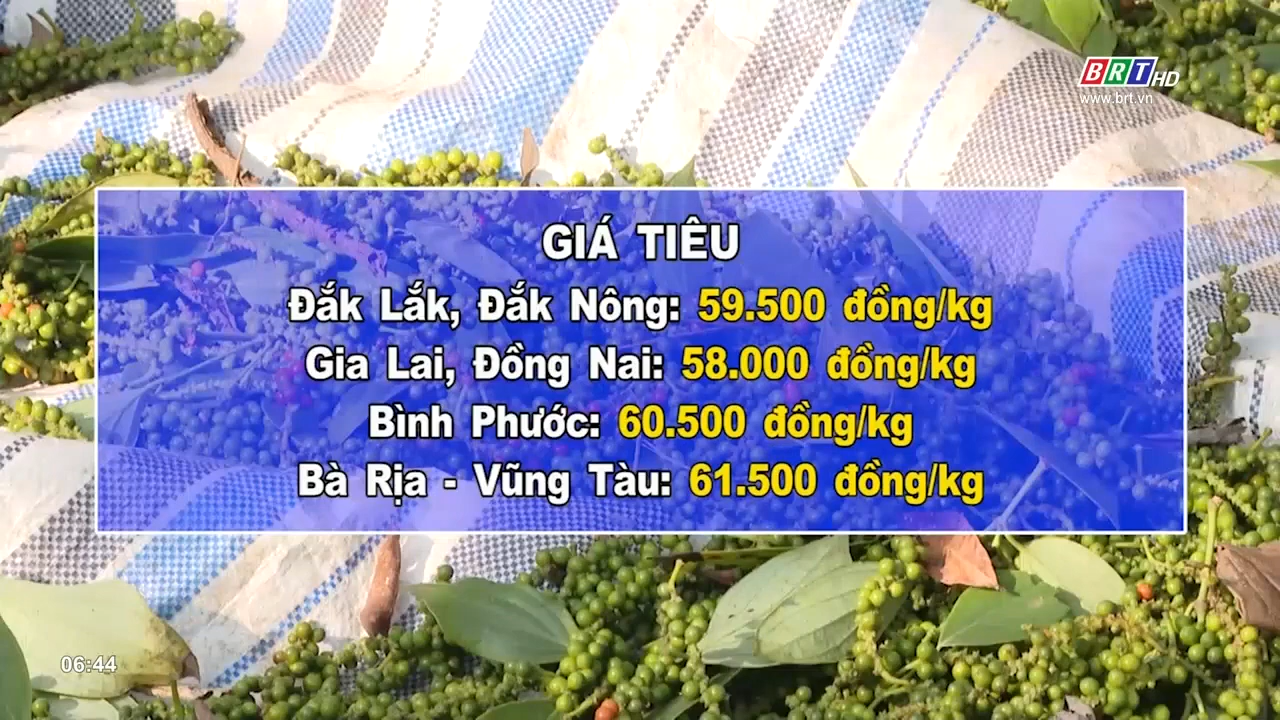 BRT HD
www.brt.vn
GIÁ TIÊU
Đắk Lắk, Đắk Nông: 59.500 đồng/kg
Gia Lai, Đồng Nai: 58.000 đồng/kg
Bình Phước: 60.500 đồng/kg
Bà Rịa - Vũng Tàu: 61.500 đồng/kg
06:44